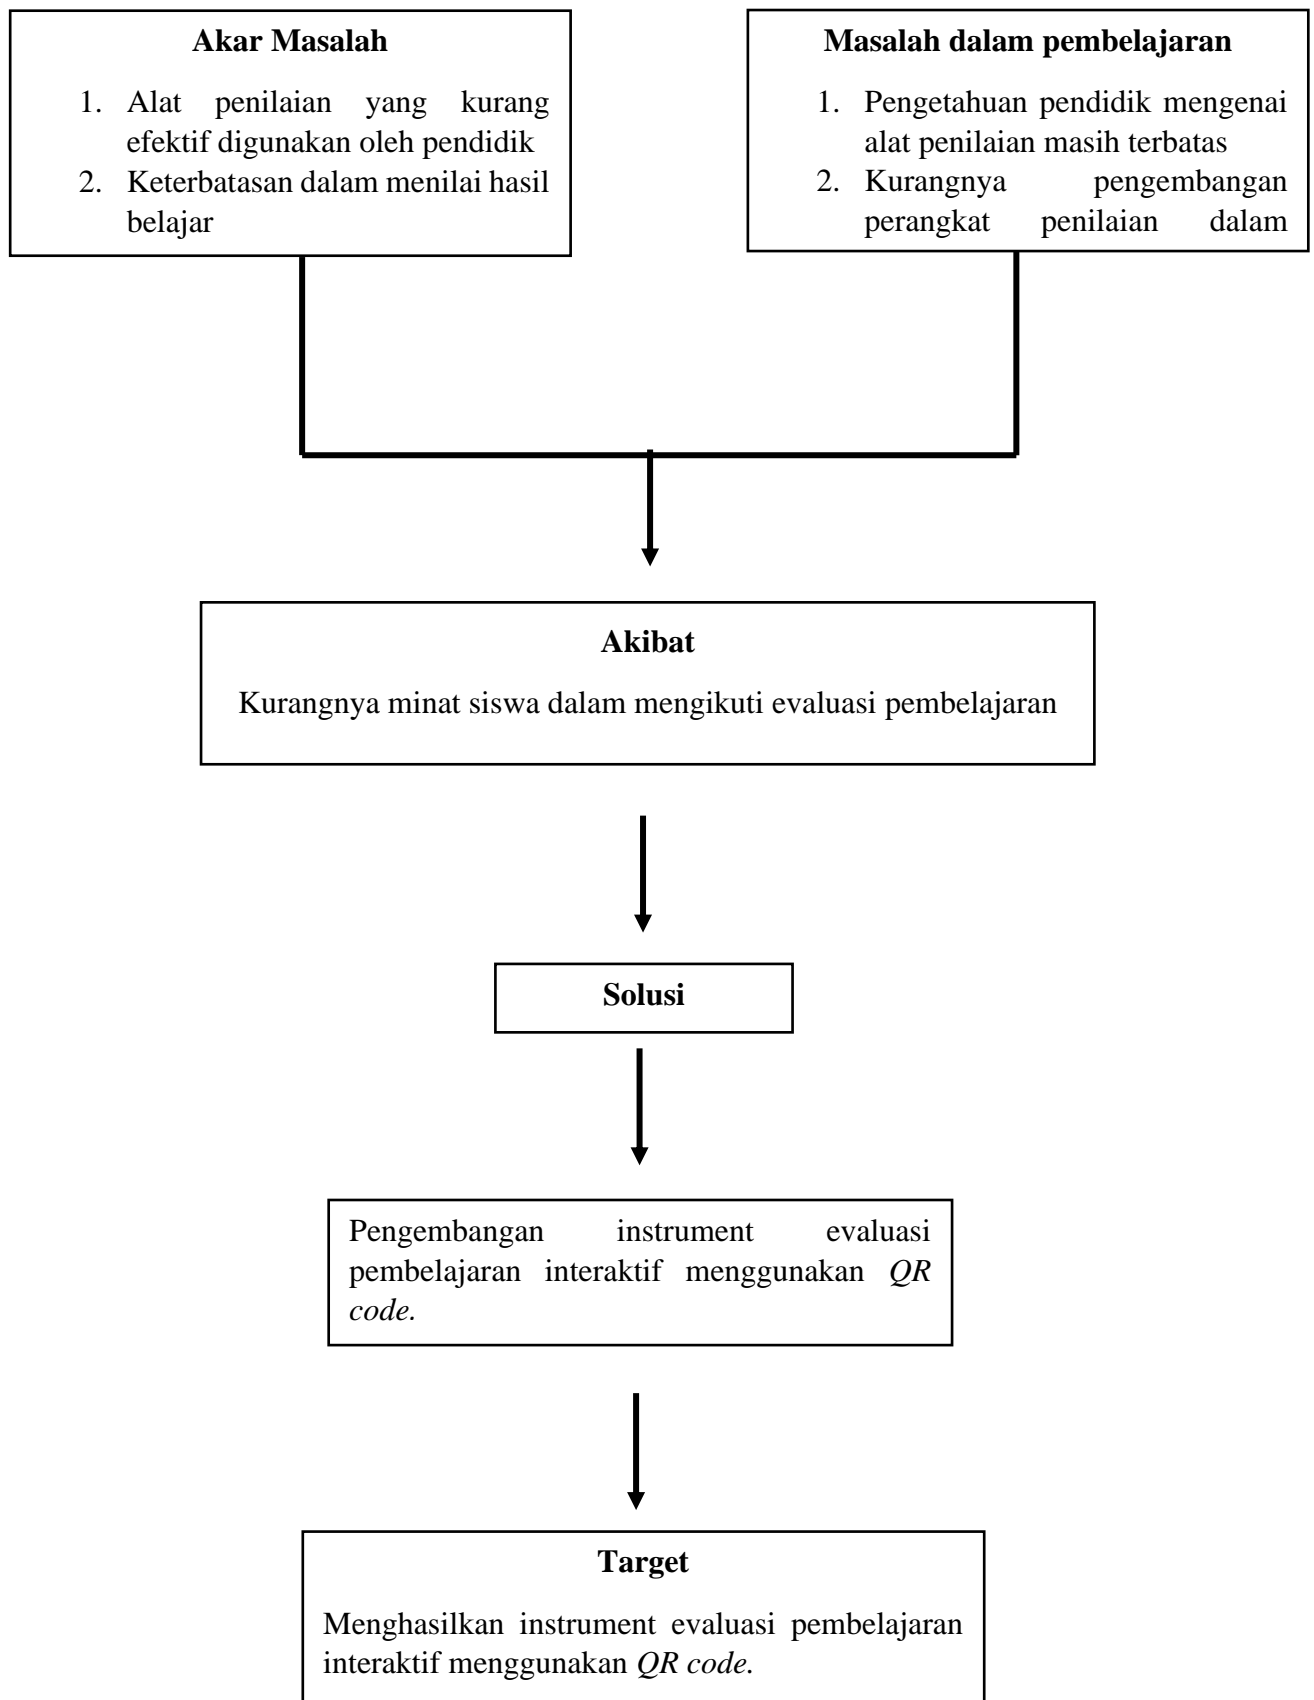 Akar Masalah
1. Alat penilaian yang kurang
efektif digunakan oleh pendidik
2. Keterbatasan dalam menilai hasil
belajar
Masalah dalam pembelajaran
1. Pengetahuan pendidik mengenai
alat penilaian masih terbatas
2. Kurangnya pengembangan
perangkat penilaian dalam
Akibat
Kurangnya minat siswa dalam mengikuti evaluasi pembelajaran
Solusi
Pengembangan instrument evaluasi
pembelajaran interaktif menggunakan QR
code.
Target
Menghasilkan instrument evaluasi pembelajaran
interaktif menggunakan QR code.